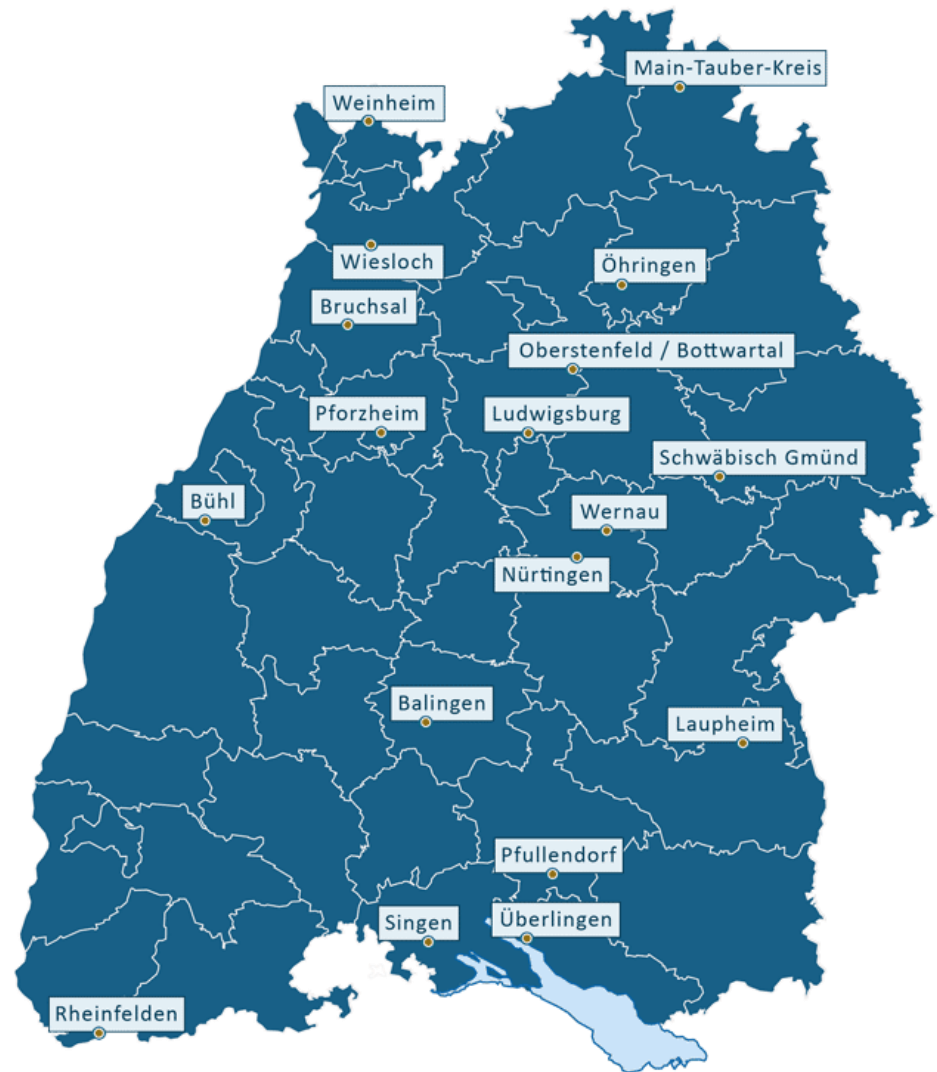 Main-Tauber-Kreis
Weinheim
Wiesloch
Öhringen
Bruchsal
Oberstenfeld / Bottwartal
Pforzheim
Ludwigsburg
Schwäbisch Gmünd
Bühl
Wernau
Nürtingen
Balingen
Laupheim
Pfullendorf
Singen
Überlingen
Rheinfelden